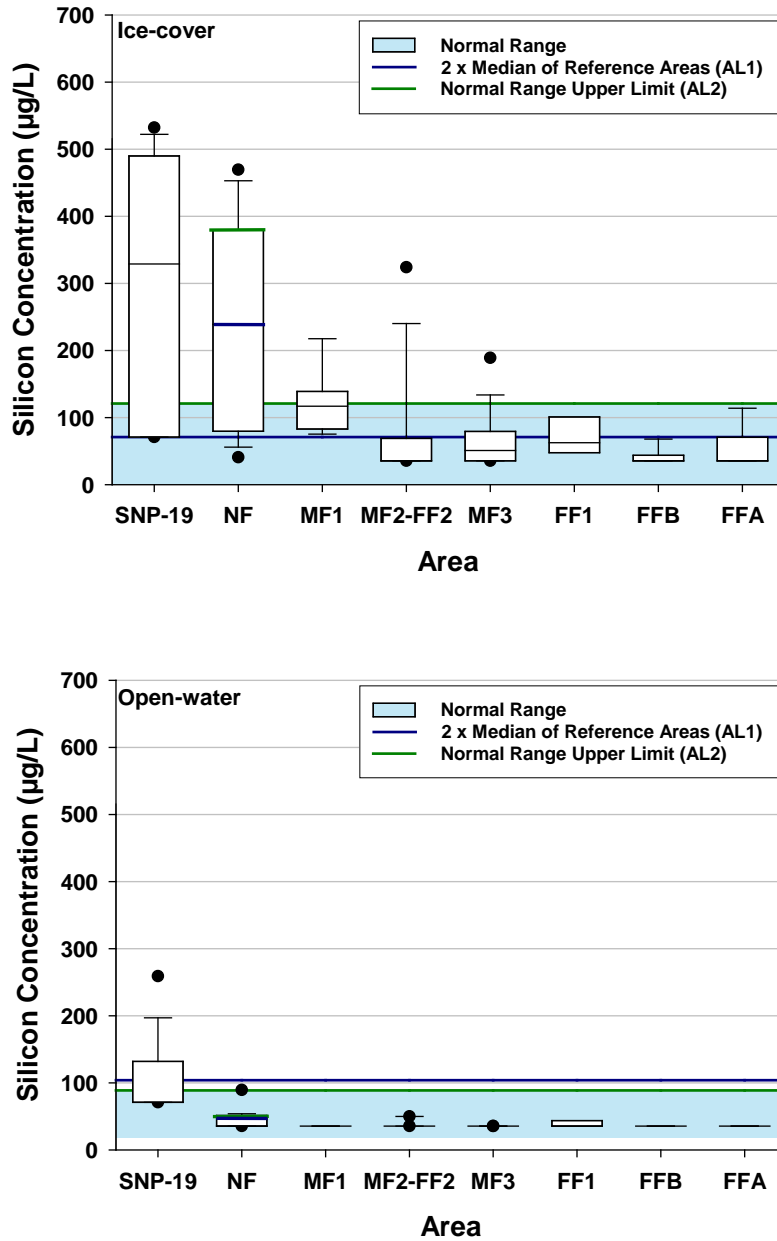 700
Ice-cover
Normal Range
2 x Median of Reference Areas (AL1)
Normal Range Upper Limit (AL2)
600
500
400
300
200
100
0
Silicon Concentration (µg/L)
SNP-19 NF MF1 MF2-FF2 MF3 FF1 FFB FFA
Area
700
Open-water
Normal Range
2 x Median of Reference Areas (AL1)
Normal Range Upper Limit (AL2)
600
500
400
300
200
100
0
Silicon Concentration (µg/L)
SNP-19 NF MF1 MF2-FF2 MF3 FF1 FFB FFA
Area